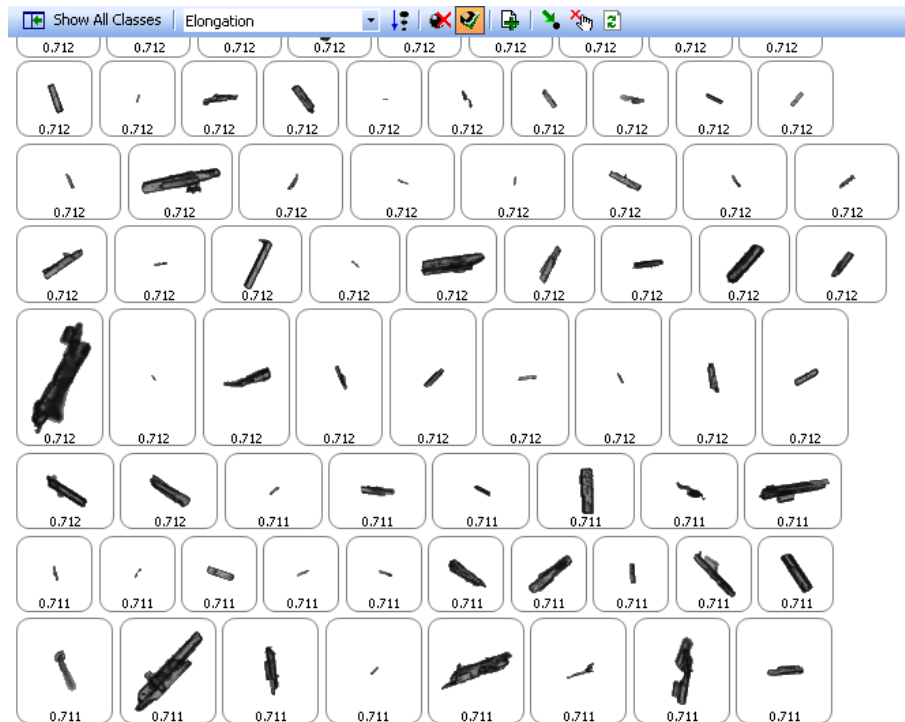 Show All Classes Elongation
0.712 0.712 0.712 0.712 0.712 0.712 0.712 0.712 0.712
0.712 0.712 0.712 0.712 0.712 0.712 0.712 0.712 0.712 0.712
0.712 0.712 0.712 0.712 0.712 0.712 0.712 0.712
0.712 0.712 0.712 0.712 0.712 0.712 0.712 0.712 0.712
0.712 0.712 0.712 0.712 0.712 0.712 0.712 0.712 0.712
0.712 0.712 0.711 0.711 0.711 0.711 0.711 0.711
0.711 0.711 0.711 0.711 0.711 0.711 0.711 0.711 0.711 0.711
0.711 0.711 0.711 0.711 0.711 0.711 0.711 0.711